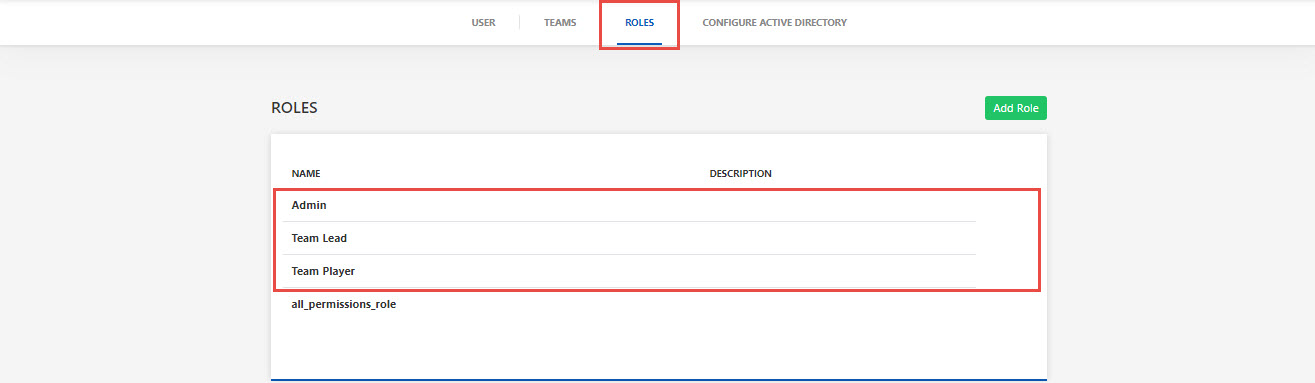 USER TEAMS ROLES CONFIGURE ACTIVE DIRECTORY
ROLES Add Role
NAME DESCRIPTION
Admin
Team Lead
Team Player
all_permissions_role